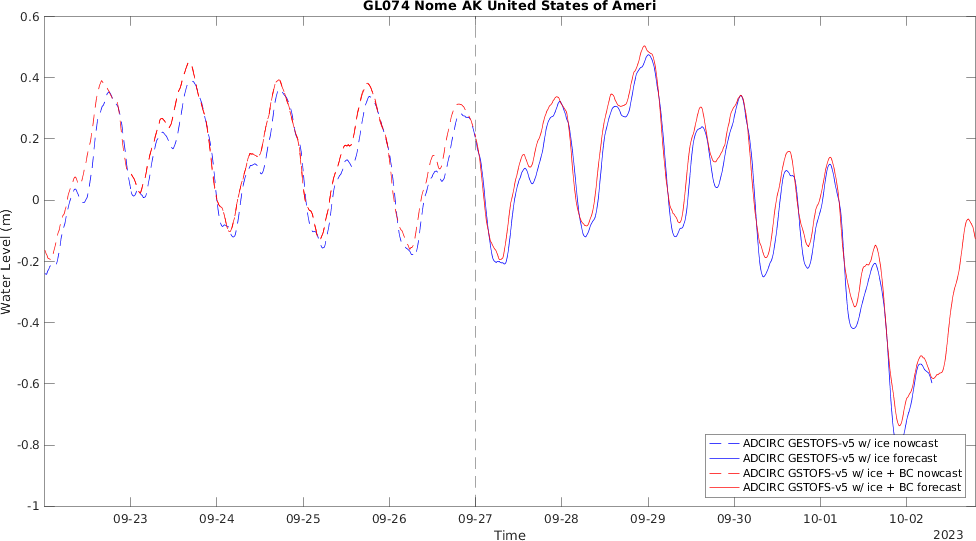 GL074 Nome AK United States of Ameri
0.6
0.4
0.2
0
-0.2
-0.4
-0.6
-0.8
-1
Water Level (m)
ADCIRC GESTOFS-v5 w/ ice nowcast
ADCIRC GESTOFS-v5 w/ ice forecast
ADCIRC GSTOFS-v5 w/ ice + BC nowcast
ADCIRC GSTOFS-v5 w/ ice + BC forecast
09-23 09-24 09-25 09-26 09-27 09-28 09-29 09-30 10-01 10-02
Time
2023